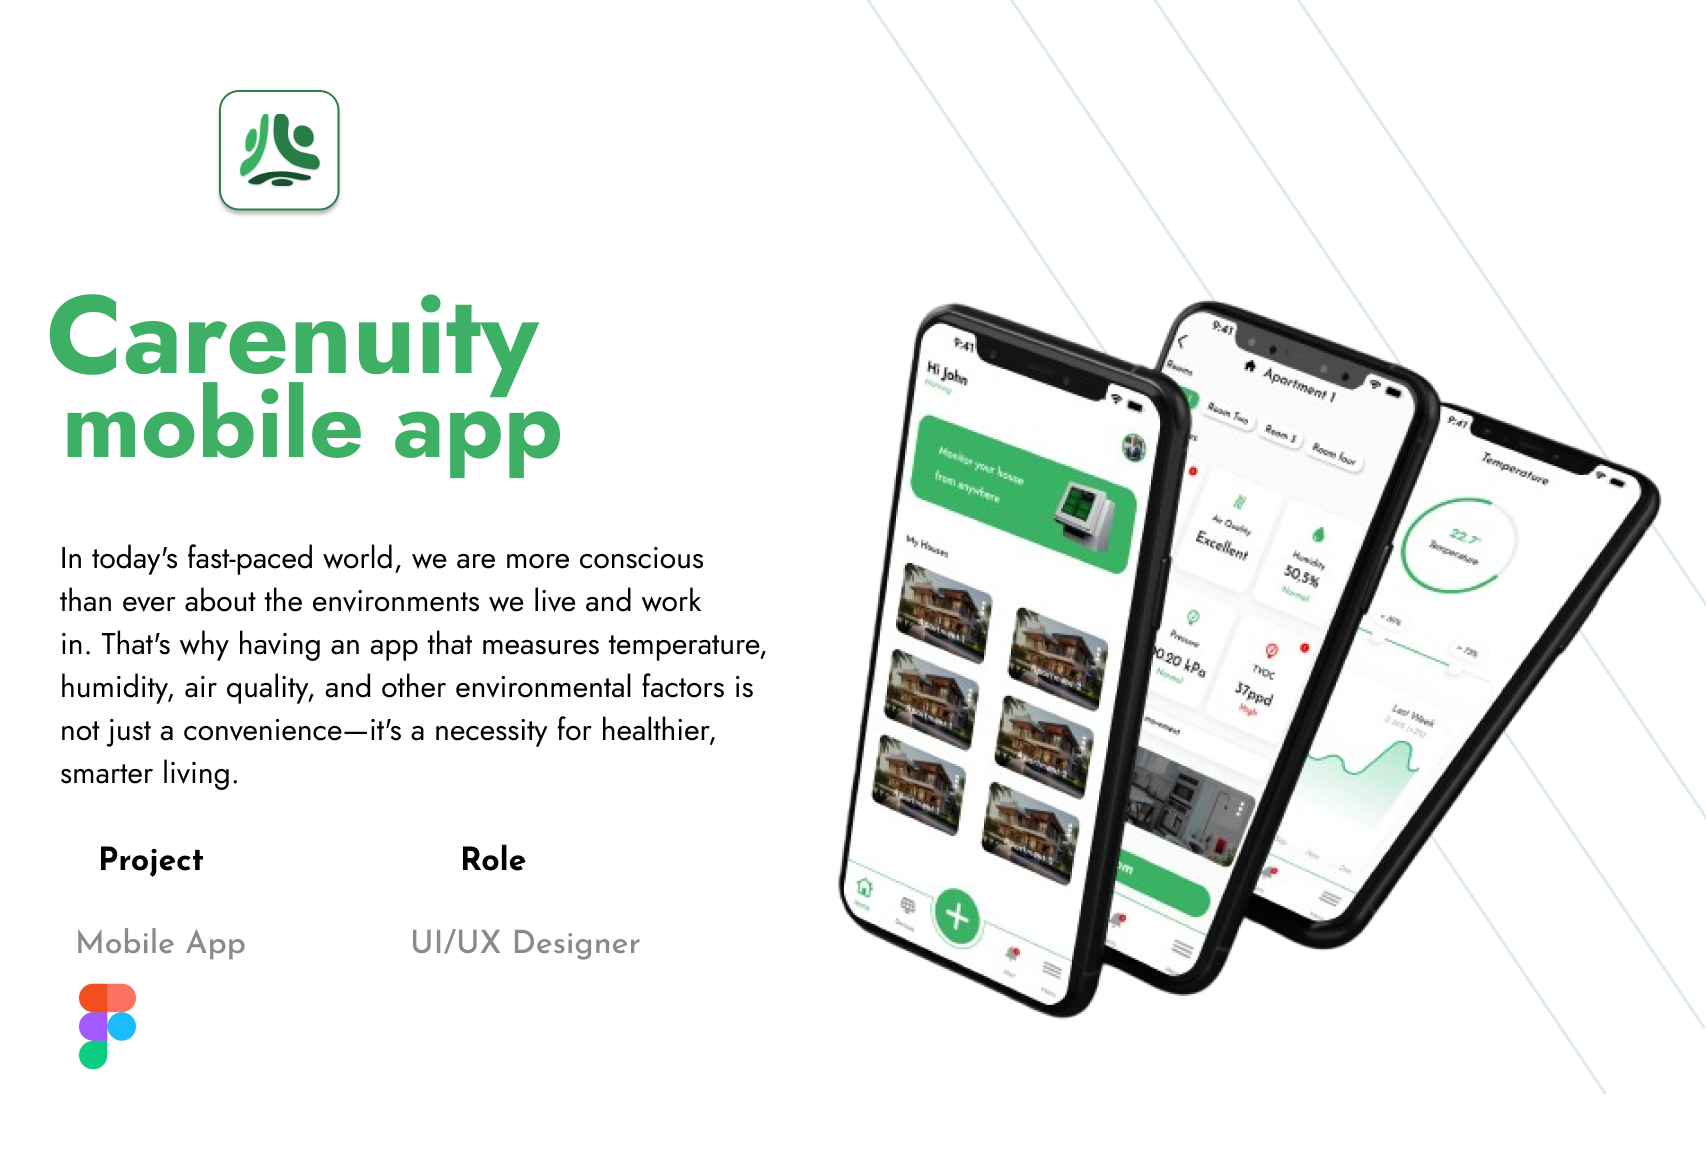 Carenuity
mobile app
In today's fast-paced world, we are more conscious
than ever about the environments we live and work
in. That's why having an app that measures temperature,
humidity, air quality, and other environmental factors is
not just a convenience—it's a necessity for healthier,
smarter living.
Project
Role
Mobile App
UI/UX Designer
9:41
Hi John
Monitor your house
from anywhere
My Houses
9:41
Apartment 1
Rooms
Room Two
Room 3
Room four
Air Quality
Excellent
Humidity
50,5%
Normal
Pressure
Normal
TVOC
37ppd
High
9:41
Temperature
22.7°
Temperature
Last Week